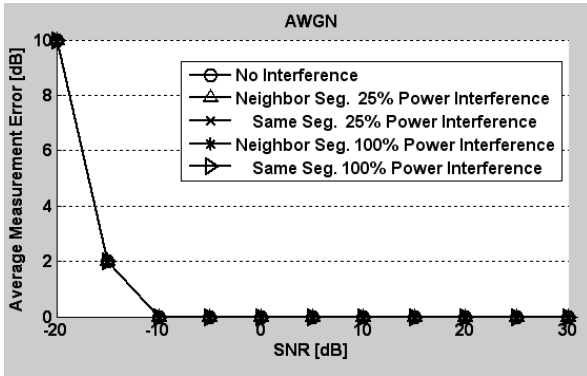 AWGN
Average Measurement Error [dB]
10
8
6
4
2
0
No Interference
Neighbor Seg. 25% Power Interference
Same Seg. 25% Power Interference
Neighbor Seg. 100% Power Interference
Same Seg. 100% Power Interference
-20
-10
0
10
20
30
SNR [dB]